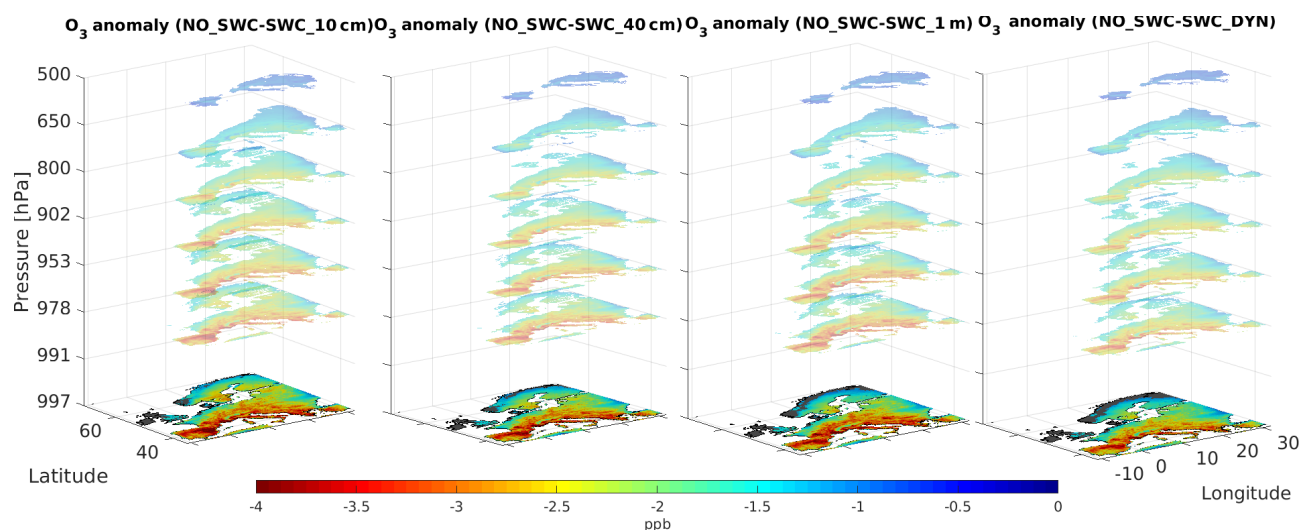 O3 anomaly (NO_SWC-SWC_10 cm) O3 anomaly (NO_SWC-SWC_40 cm) O3 anomaly (NO_SWC-SWC_1 m) O3 anomaly (NO_SWC-SWC_DYN)
500
650
800
902
953
978
991
997
Pressure [hPa]
60
40
Latitude
-10 0 10 20 30
Longitude
-4 -3.5 -3 -2.5 -2 -1.5 -1 -0.5 0
ppb